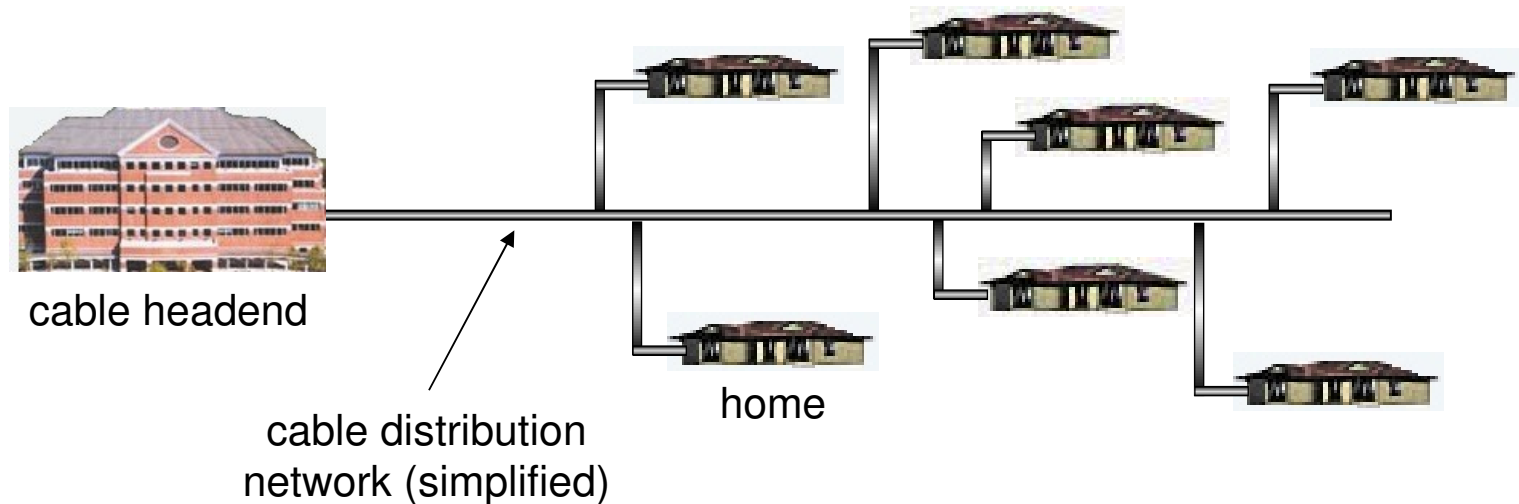 cable headend
home
cable distribution
network (simplified)